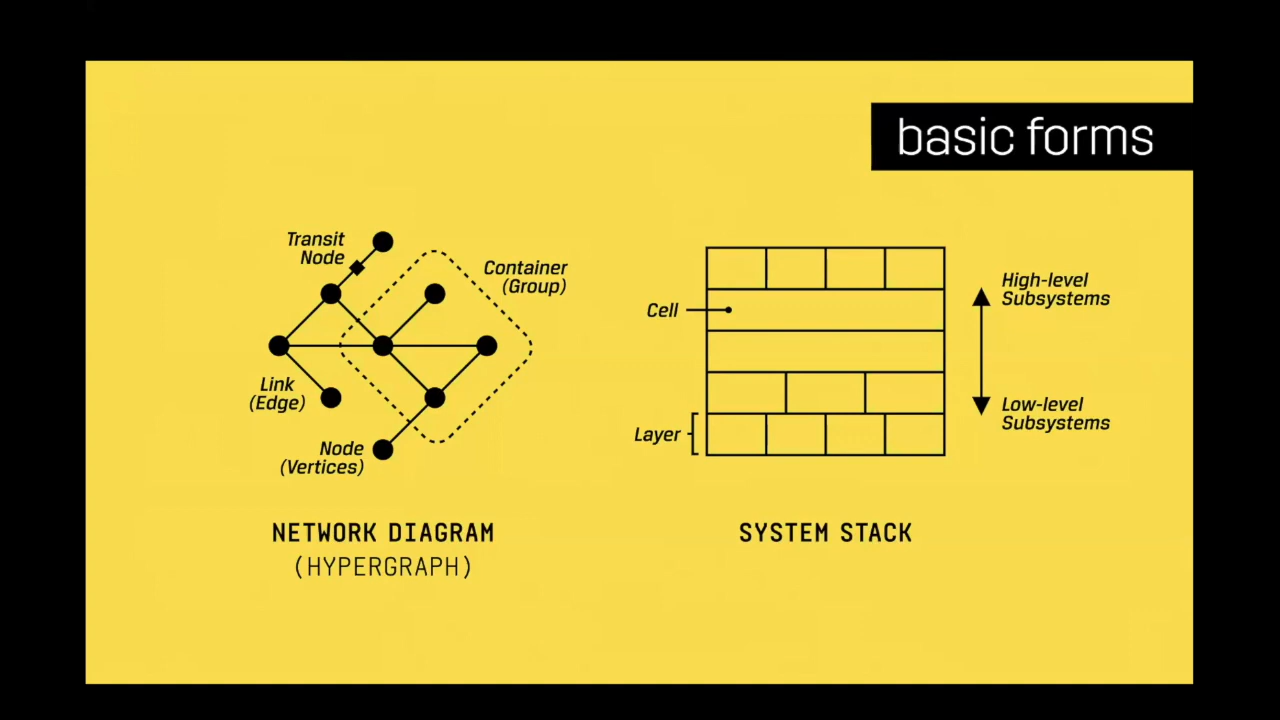 basic forms
Transit
Node
Container
(Group)
Link
(Edge)
Node
(Vertices)
NETWORK DIAGRAM
(HYPERGRAPH)
Cell
Layer
High-level
Subsystems
Low-level
Subsystems
SYSTEM STACK